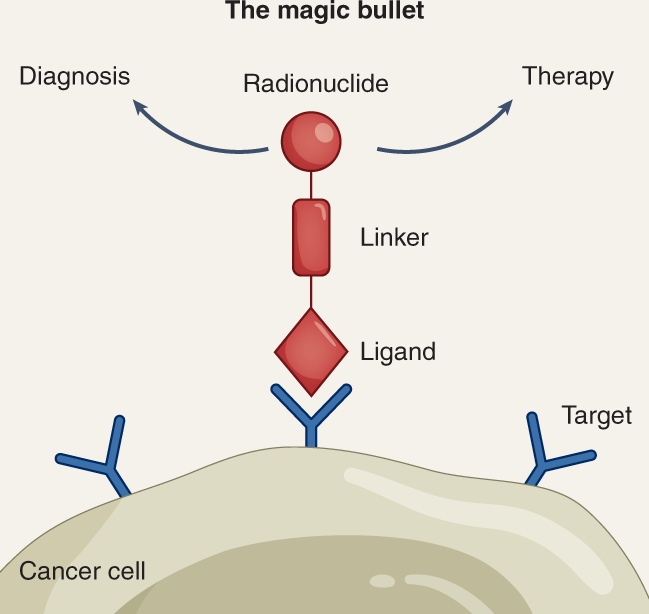 The magic bullet
Diagnosis
Radionuclide
Therapy
Linker
Ligand
Target
Cancer cell